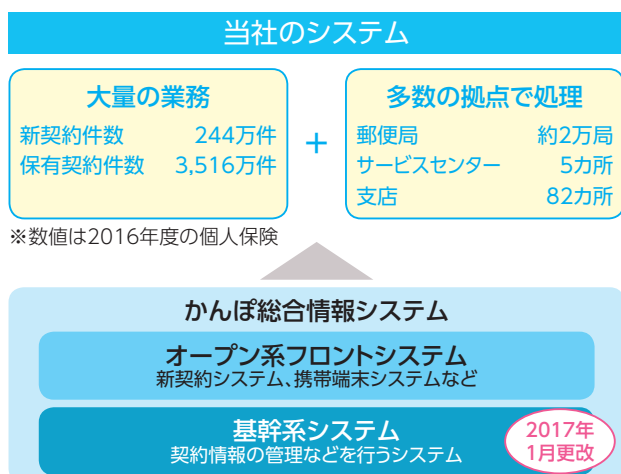 当社のシステム
大量の業務
新契約件数 244万件
保有契約件数 3,516万件
+
多数の拠点で処理
郵便局 約2万局
サービスセンター 5カ所
支店 82カ所
※数値は2016年度の個人保険
かんぽ総合情報システム
オープン系フロントシステム
新契約システム、携帯端末システムなど
基幹系システム
契約情報の管理などを行うシステム
2017年
1月更改